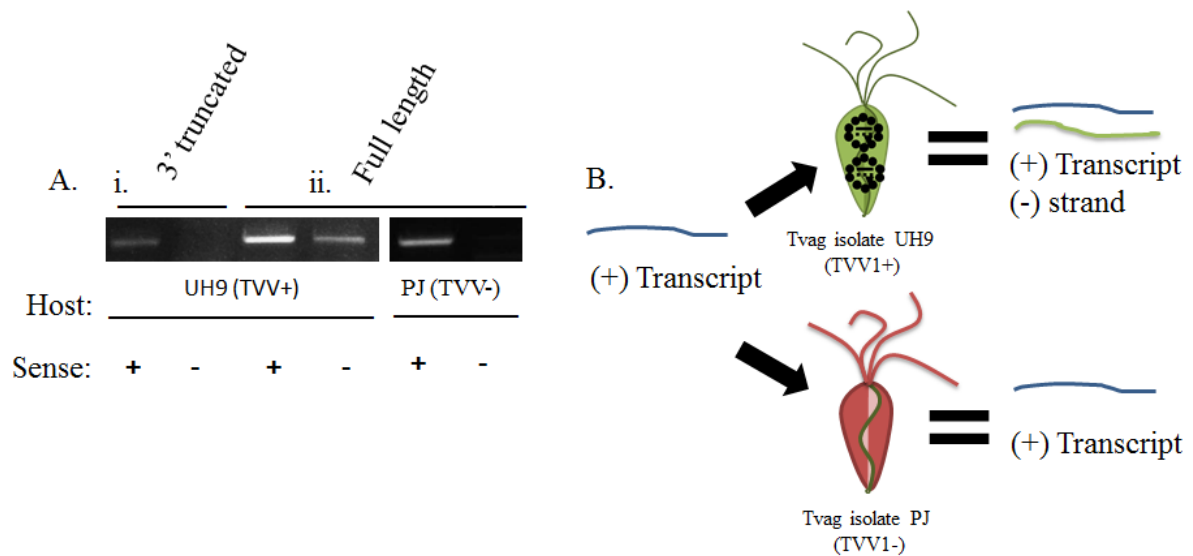 A.
i.
3' truncated
ii.
Full length
UH9 (TVV+)
PJ (TVV-)
Host:
Sense:
+ - + - + -
B.
(+) Transcript
Tvag isolate UH9
(TVV1+)
(+) Transcript
(-) strand
Tvag isolate PJ
(TVV1-)
(+) Transcript